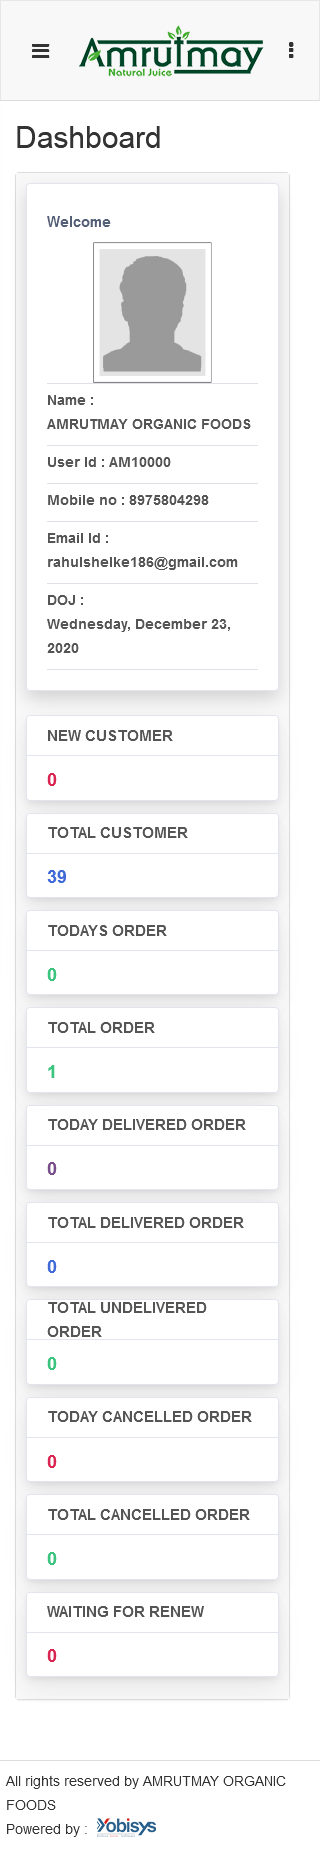 Amrutmay
Natural Juice
Dashboard
Welcome
Name :
AMRUTMAY ORGANIC FOODS
User Id : AM10000
Mobile no : 8975804298
Email Id :
rahulshelke186@gmail.com
DOJ :
Wednesday, December 23,
2020
NEW CUSTOMER
0
TOTAL CUSTOMER
39
TODAYS ORDER
0
TOTAL ORDER
1
TODAY DELIVERED ORDER
0
TOTAL DELIVERED ORDER
0
TOTAL UNDELIVERED
ORDER
0
TODAY CANCELLED ORDER
0
TOTAL CANCELLED ORDER
0
WAITING FOR RENEW
0
All rights reserved by AMRUTMAY ORGANIC
FOODS
Powered by : Yobisys